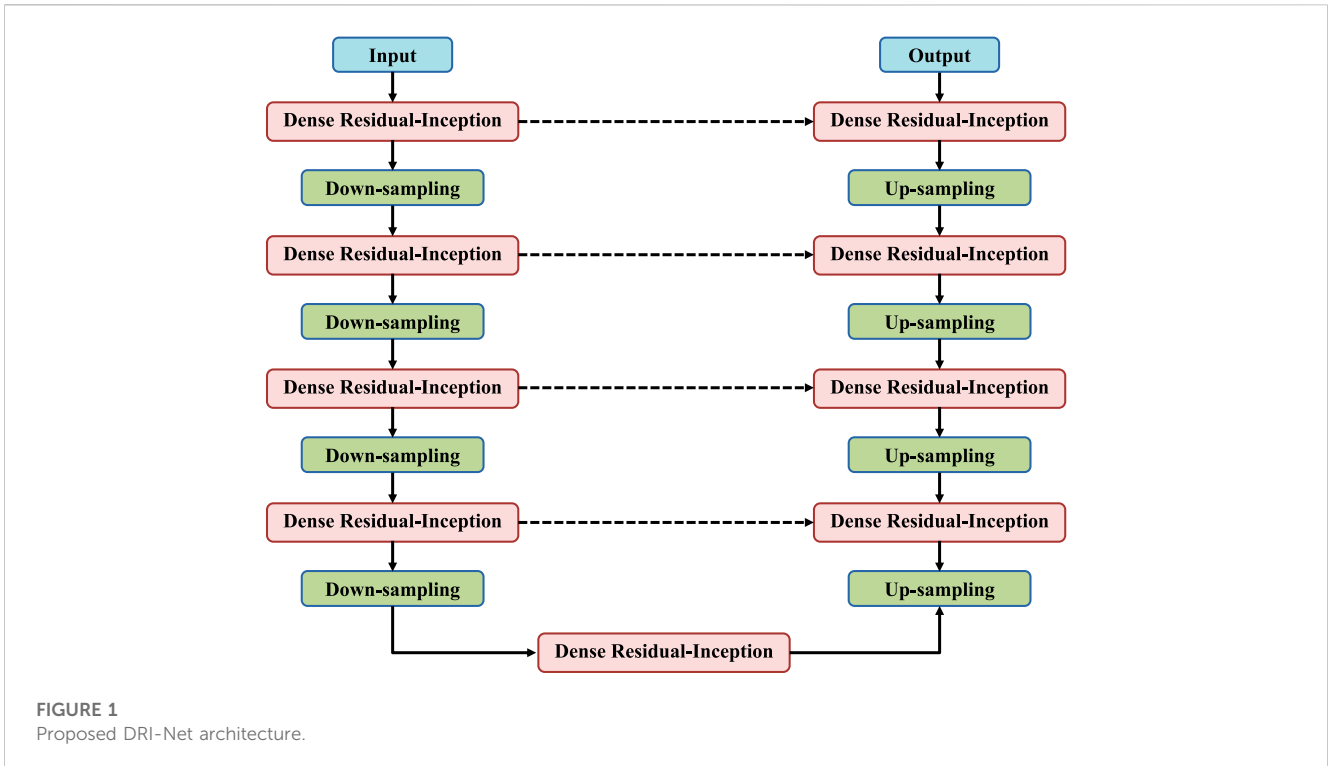 Input
Output
Dense Residual-Inception
Dense Residual-Inception
Down-sampling
Up-sampling
Dense Residual-Inception
Dense Residual-Inception
Down-sampling
Up-sampling
Dense Residual-Inception
Dense Residual-Inception
Down-sampling
Up-sampling
Dense Residual-Inception
Dense Residual-Inception
Down-sampling
Up-sampling
Dense Residual-Inception
FIGURE 1
Proposed DRI-Net architecture.